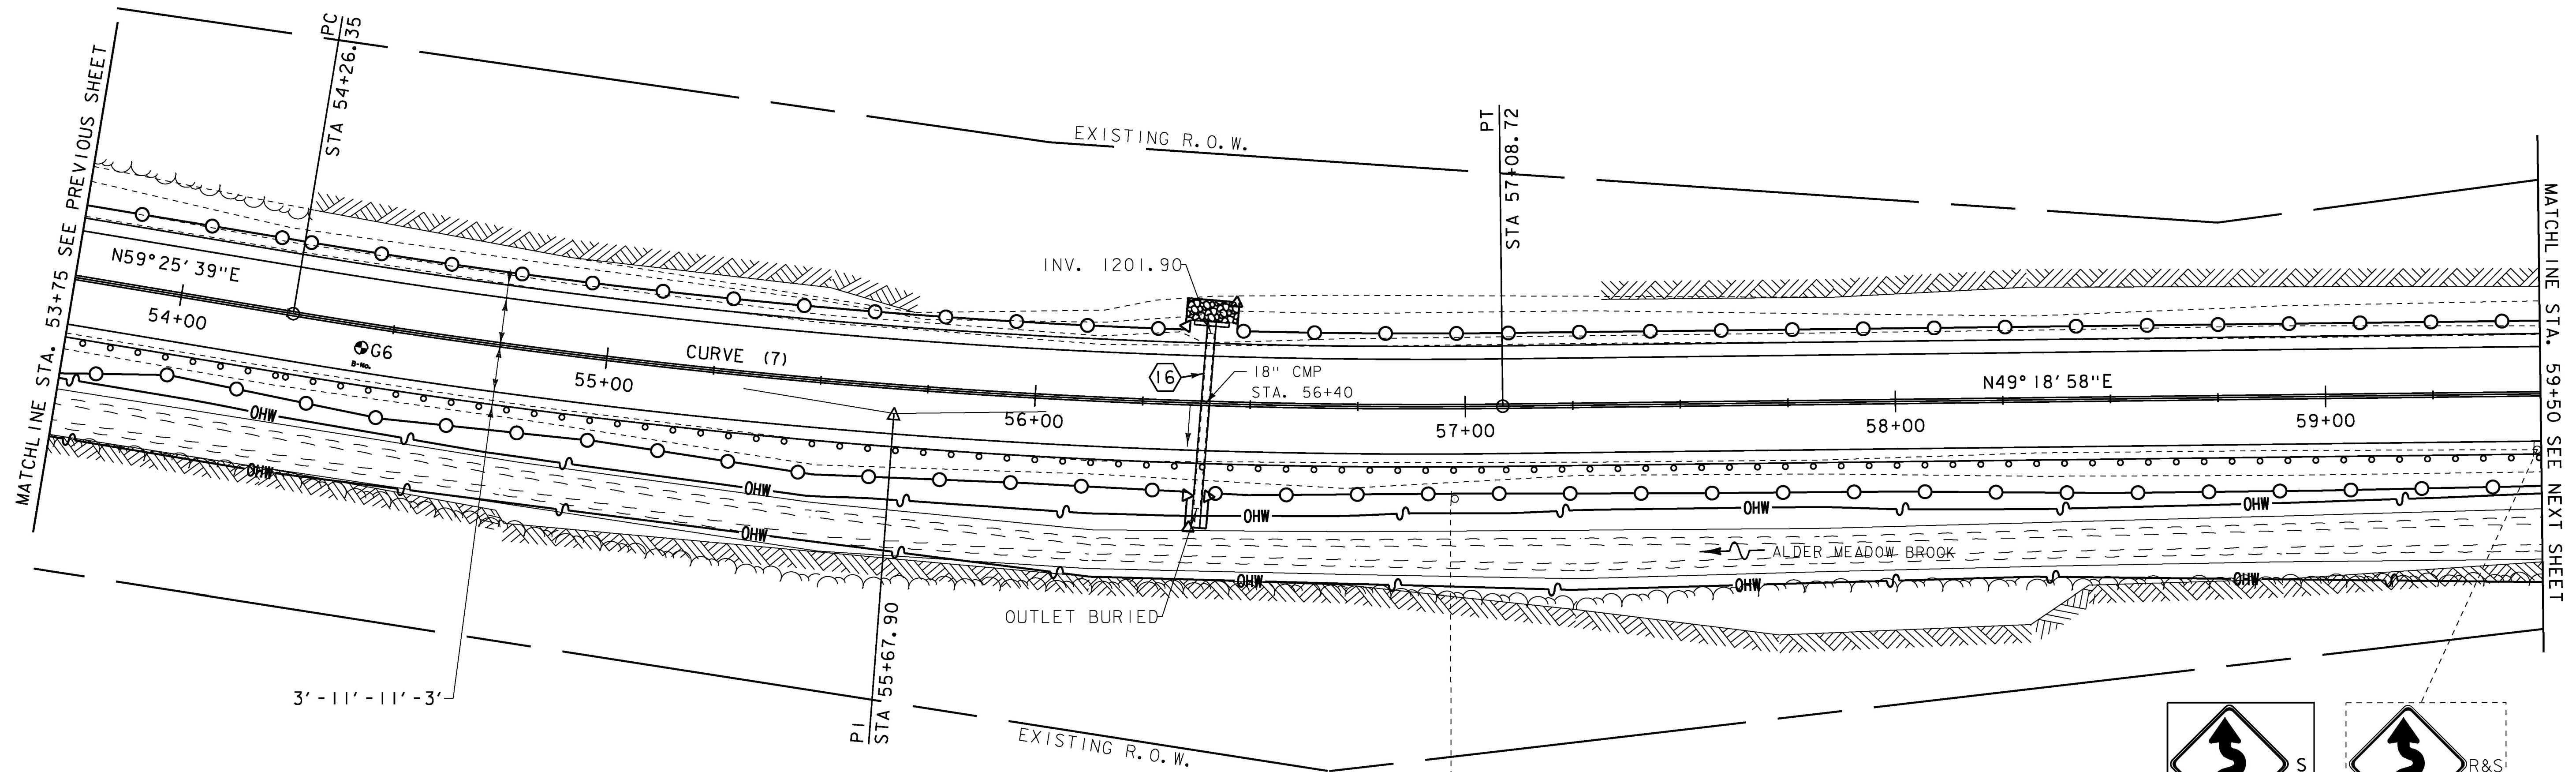 MATCHLINE STA. 53+75 SEE PREVIOUS SHEET
PC
STA 54+26.35
EXISTING R.O.W.
PT
STA 57+08.72
MATCHLINE STA. 59+50 SEE NEXT SHEET
N59°25'39"E
INV. 1201.90
54+00
G6
CURVE (7)
55+00
16
18" CMP
STA. 56+40
56+00
57+00
58+00
N49°18'58"E
59+00
OHW
OHW
OHW
OHW
OHW
OHW
OHW
OHW
OHW
OHW
OHW
ALDER MEADOW BROOK
OUTLET BURIED
3'-11'-11'-3'
PI
STA 55+67.90
EXISTING R.O.W.
S
R&S